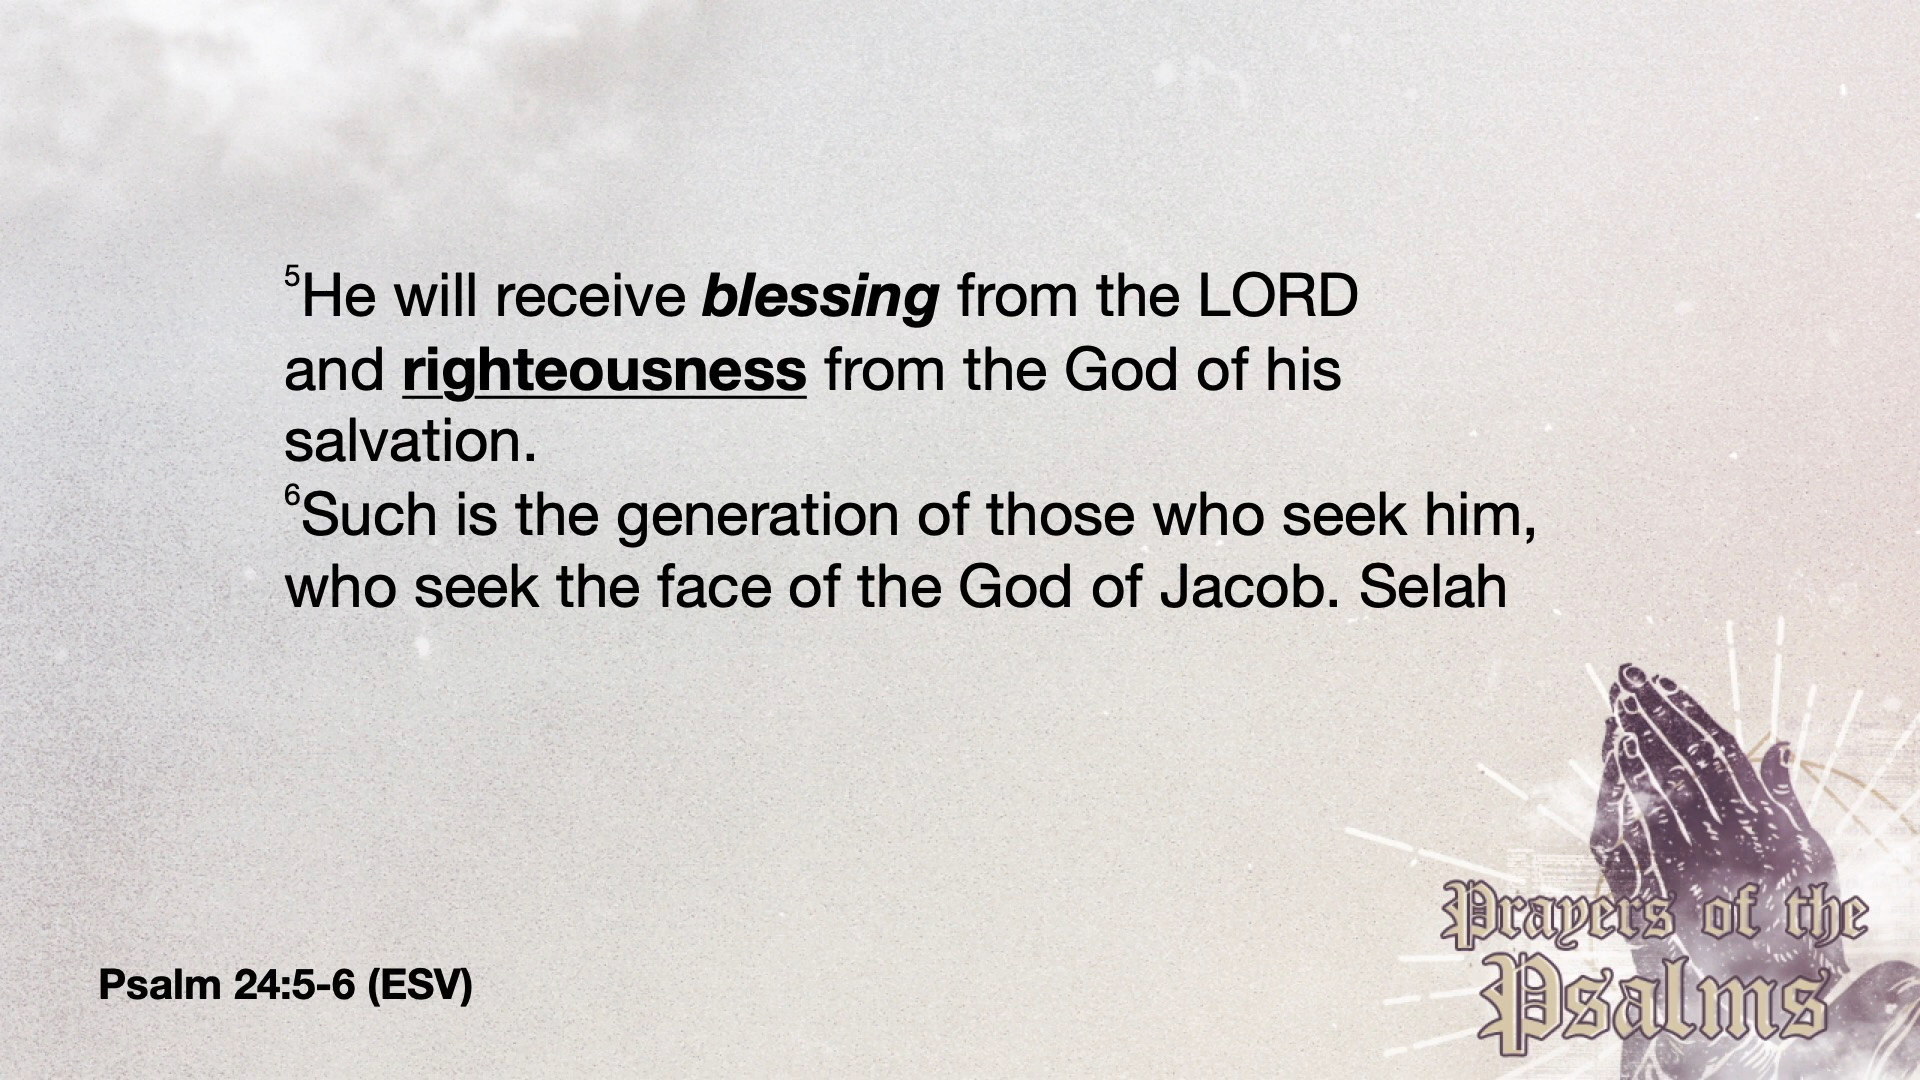 ⁵He will receive blessing from the LORD
and righteousness from the God of his
salvation.
⁶Such is the generation of those who seek him,
who seek the face of the God of Jacob. Selah
Prayers of the
Psalms
Psalm 24:5-6 (ESV)